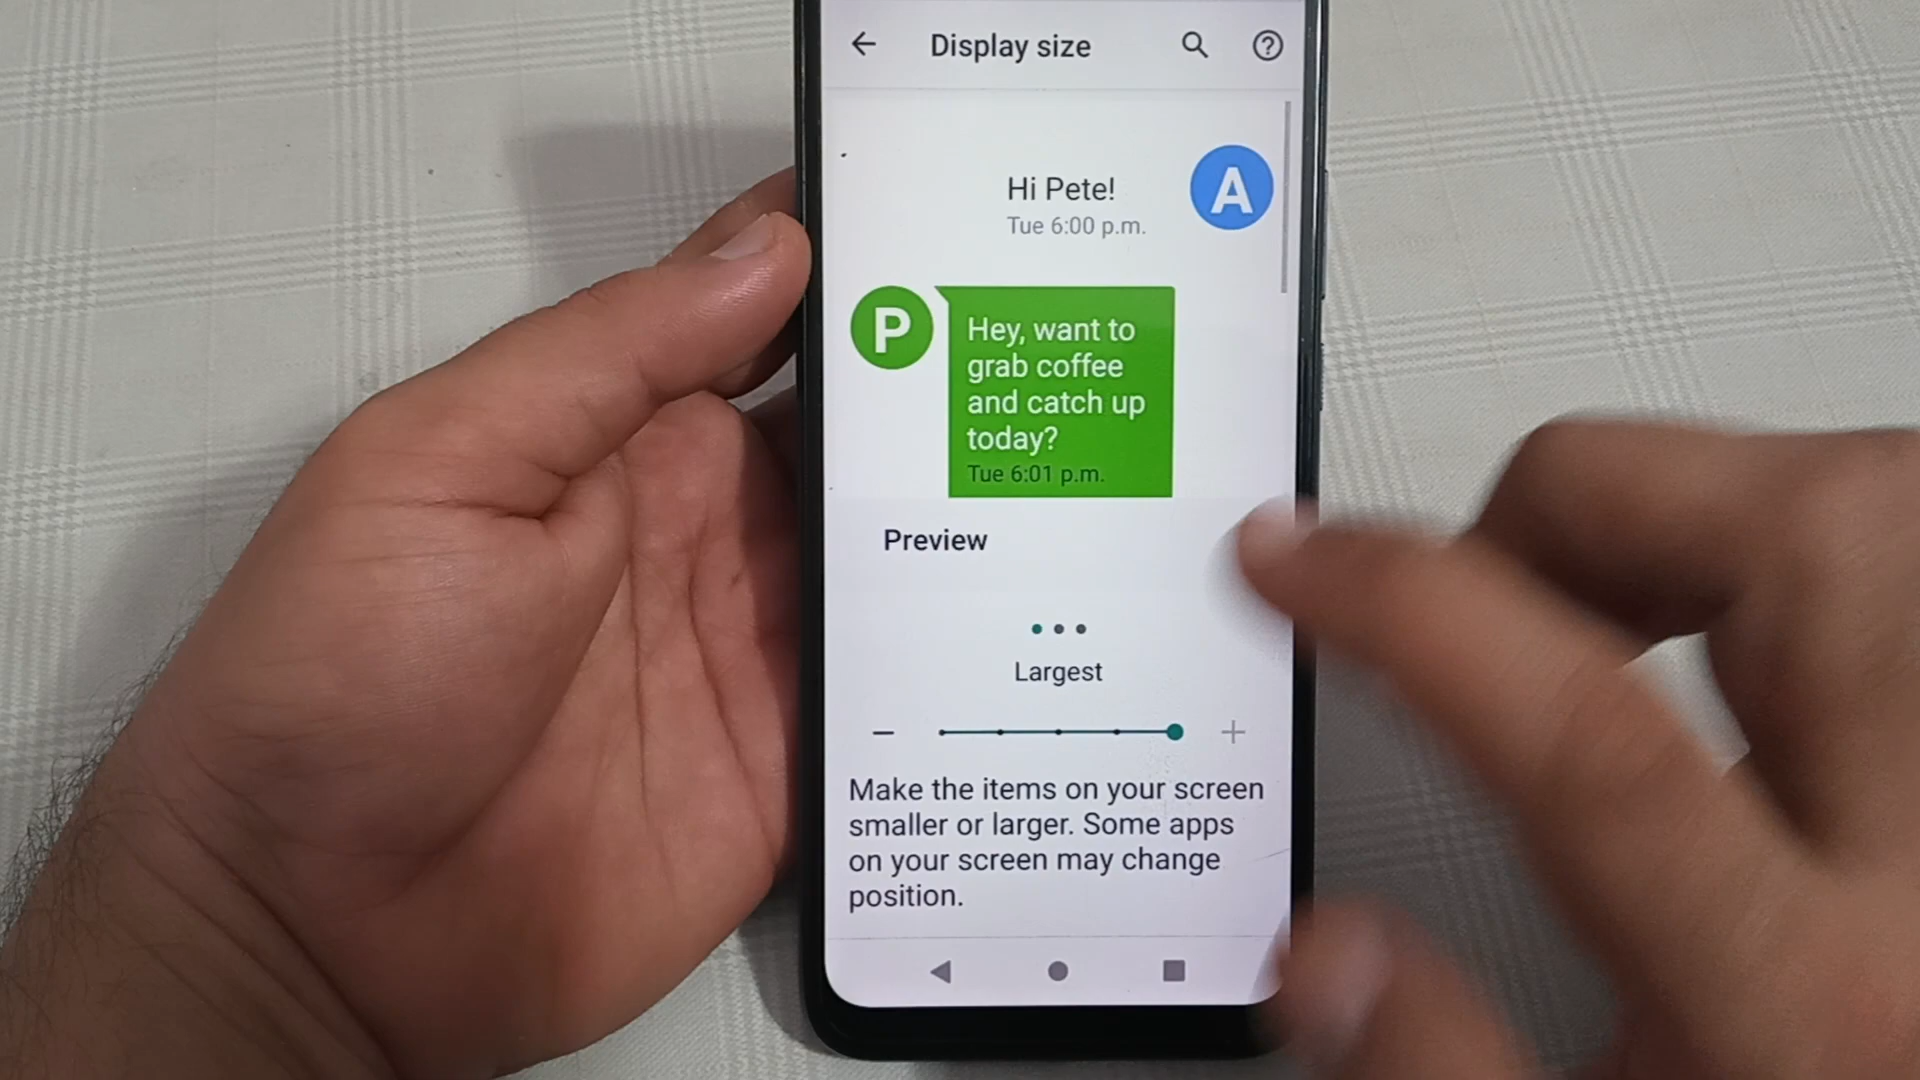 Display size
Hi Pete!
A
Tue 6:00 p.m.
P
Hey, want to
grab coffee
and catch up
today?
Tue 6:01 p.m.
Preview
Largest
Make the items on your screen
smaller or larger. Some apps
on your screen may change
position.